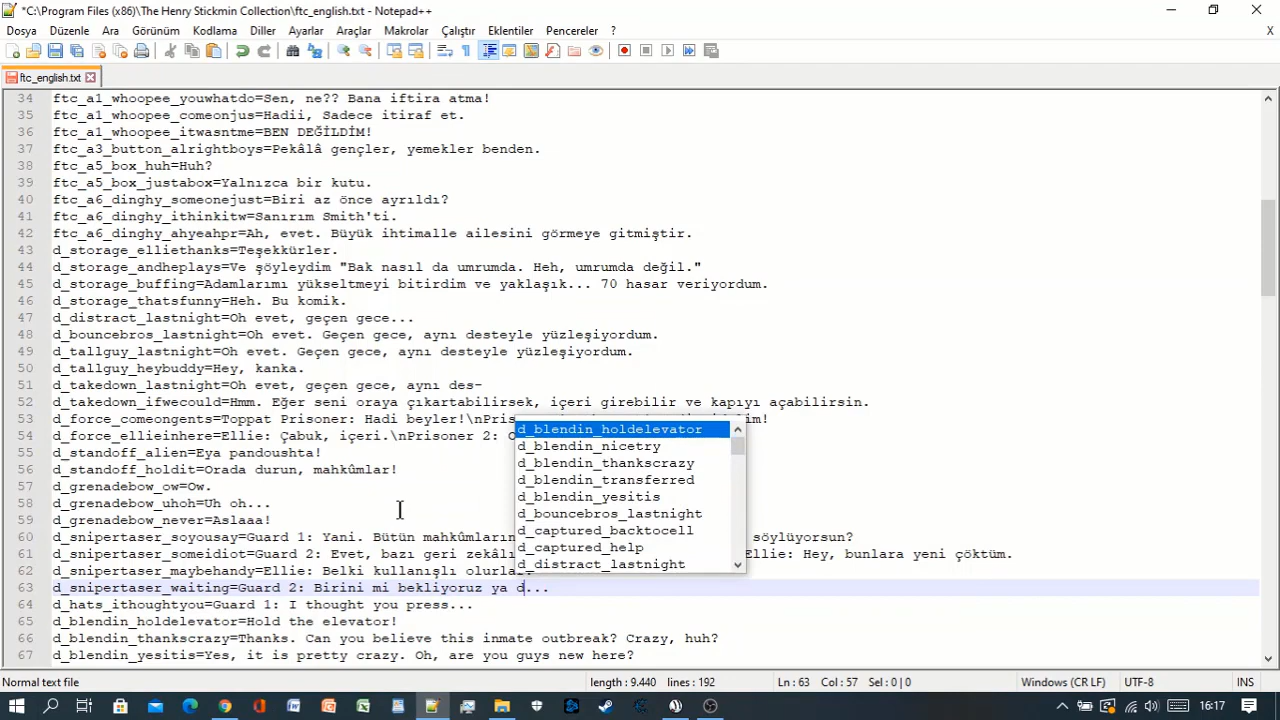 *C:\Program Files (x86)\The Henry Stickmin Collection\ftc_english.txt - Notepad++
Dosya Düzenle Ara Görünüm Kodlama Diller Ayarlar Araçlar Makrolar Çalıştır Eklentiler Pencereler ? X
ftc_english.txt
34 ftc_a1_whoopee_youwhatdo=Sen, ne?? Bana iftira atma!
35 ftc_a1_whoopee_comeonjus=Hadii, Sadece itiraf et.
36 ftc_a1_whoopee_itwasntme=BEN DEĞİLDİM!
37 ftc_a3_button_alrightboys=Pekâlâ gençler, yemekler benden.
38 ftc_a5_box_huh=Huh?
39 ftc_a5_box_justabox=Yalnızca bir kutu.
40 ftc_a6_dinghy_someonejust=Biri az önce ayrıldı?
41 ftc_a6_dinghy_ithinkitw=Sanırım Smith'ti.
42 ftc_a6_dinghy_ahyeahpr=Ah, evet. Büyük ihtimalle ailesini görmeye gitmiştir.
43 d_storage_elliethanks=Teşekkürler.
44 d_storage_andheplays=Ve şöyleydim "Bak nasıl da umrumda. Heh, umrumda değil."
45 d_storage_buffing=Adamlarımı yükseltmeyi bitirdim ve yaklaşık... 70 hasar veriyordum.
46 d_storage_thatsfunny=Heh. Bu komik.
47 d_distract_lastnight=Oh evet, geçen gece...
48 d_bouncebros_lastnight=Oh evet. Geçen gece, aynı desteyle yüzleşiyordum.
49 d_tallguy_lastnight=Oh evet. Geçen gece, aynı desteyle yüzleşiyordum.
50 d_tallguy_heybuddy=Hey, kanka.
51 d_takedown_lastnight=Oh evet, geçen gece, aynı des-
52 d_takedown_ifwecould=Hmm. Eğer seni oraya çıkartabilirsek, içeri girebilir ve kapıyı açabilirsin.
53 d_force_comeongents=Toppat Prisoner: Hadi beyler!\nPris
54 d_force_ellieinhere=Ellie: Çabuk, içeri.\nPrisoner 2: O
55 d_standoff_alien=Eya pandoushta!
56 d_standoff_holdit=Orada durun, mahkûmlar!
57 d_grenadebow_ow=Ow.
58 d_grenadebow_uhoh=Uh oh...
59 d_grenadebow_never=Aslaaa!
60 d_snipertaser_soyousay=Guard 1: Yani. Bütün mahkûmların söylüyorsun?
61 d_snipertaser_someidiot=Guard 2: Evet, bazı geri zekâlı Ellie: Hey, bunlara yeni çöktüm.
62 d_snipertaser_maybehandy=Ellie: Belki kullanışlı olurlar
63 d_snipertaser_waiting=Guard 2: Birini mi bekliyoruz ya d...
64 d_hats_ithoughtyou=Guard 1: I thought you press...
65 d_blendin_holdelevator=Hold the elevator!
66 d_blendin_thankscrazy=Thanks. Can you believe this inmate outbreak? Crazy, huh?
67 d_blendin_yesitis=Yes, it is pretty crazy. Oh, are you guys new here?
d_blendin_holdelevator
d_blendin_nicetry
d_blendin_thankscrazy
d_blendin_transferred
d_blendin_yesitis
d_bouncebros_lastnight
d_captured_backtocell
d_captured_help
d_distract_lastnight
Normal text file length : 9.440 lines : 192 Ln : 63 Col : 57 Sel : 0 | 0 Windows (CR LF) UTF-8 INS
16:17